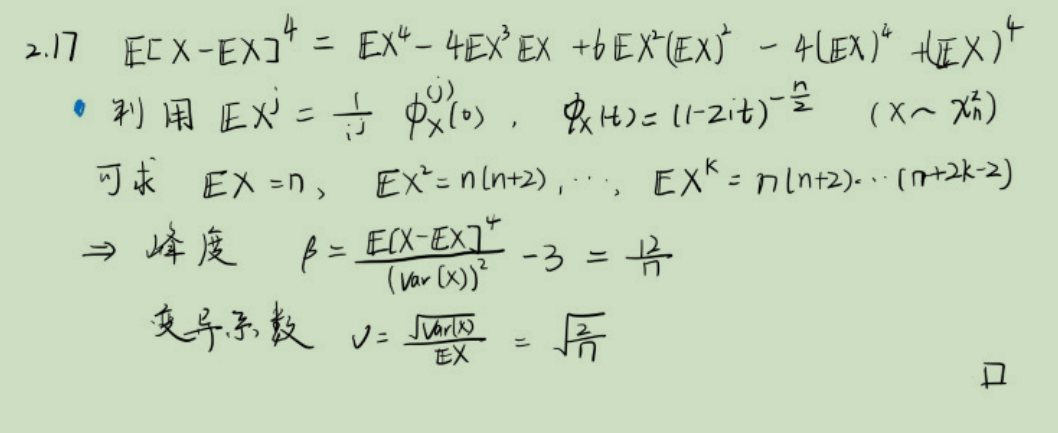 2.17 E[X-EX]⁴ = EX⁴ - 4EX³EX + 6EX²(EX)² - 4(EX)⁴ + (EX)⁴
• 利用 EXʲ = 1/iʲ ϕ_X^(j)(0), ϕ_X(t) = (1-2it)^(-n/2) (X ~ χ²_n)
可求 EX = n, EX² = n(n+2), ⋯, EX^K = n(n+2)⋯(n+2k-2)
⇒ 峰度 β = E[X-EX]⁴/(Var(X))² - 3 = 12/n
变异系数 ν = √Var(X)/EX = √(2/n)
□